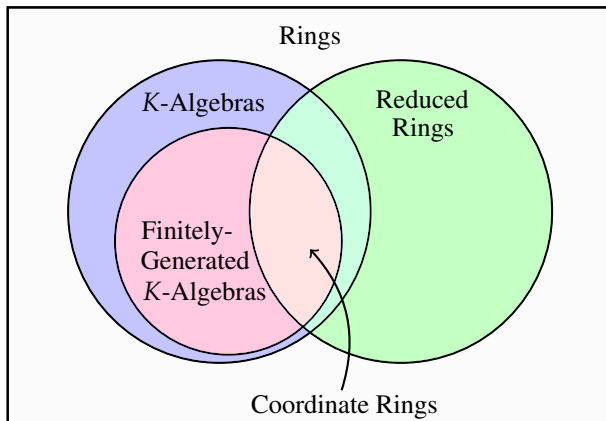 Rings
K-Algebras
Reduced
Rings
Finitely-
Generated
K-Algebras
Coordinate Rings